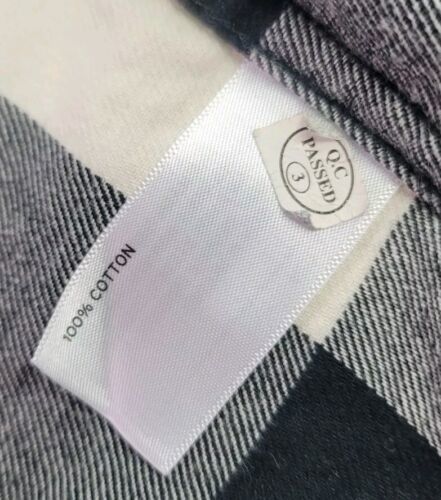 Q.C
PASSED
3
100% COTTON